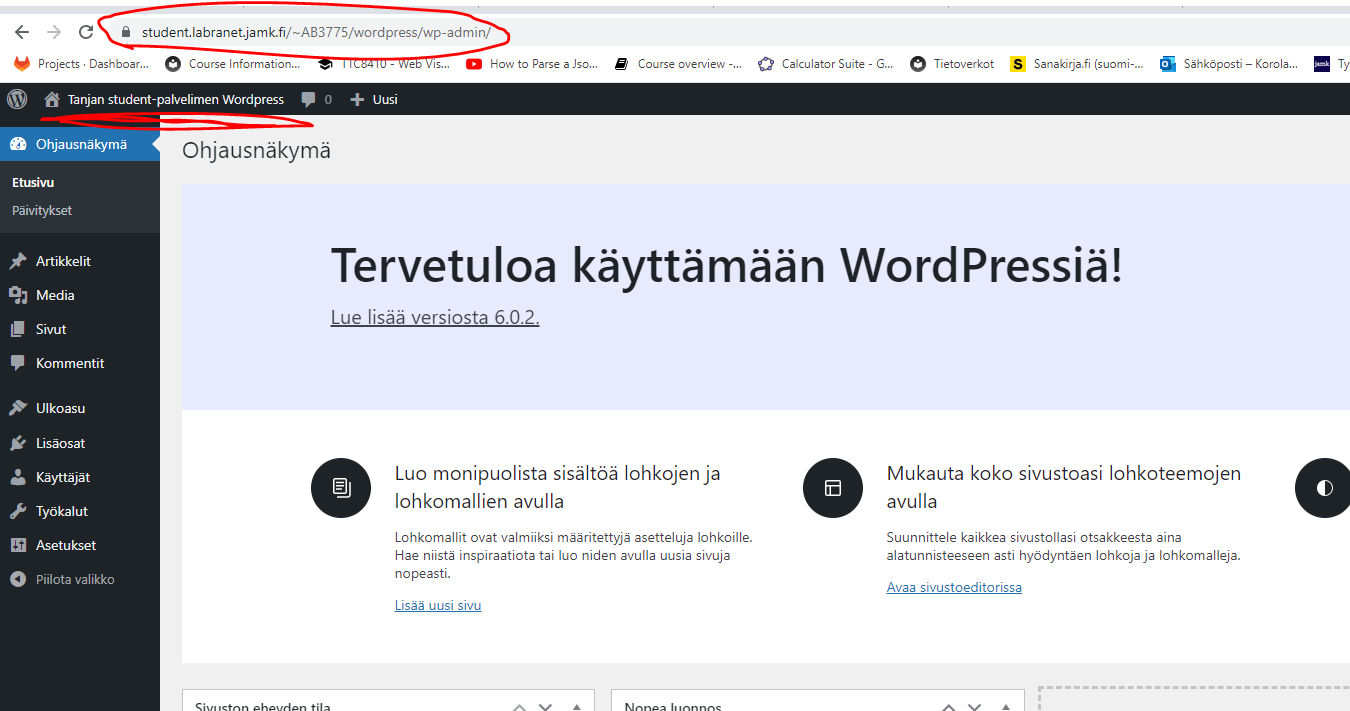 student.labranet.jamk.fi/~AB3775/wordpress/wp-admin/
Projects · Dashboar... Course Information... TTC8410 - Web Vis... How to Parse a Jso... Course overview -... Calculator Suite - G... Tietoverkot S Sanakirja.fi (suomi-... Sähköposti – Korola... jamk Ty
Tanjan student-palvelimen Wordpress 0 Uusi
Ohjausnäkymä
Etusivu
Päivitykset
Artikkelit
Media
Sivut
Kommentit
Ulkoasu
Lisäosat
Käyttäjät
Työkalut
Asetukset
Piilota valikko
Ohjausnäkymä
Tervetuloa käyttämään WordPressiä!
Lue lisää versiosta 6.0.2.
Luo monipuolista sisältöä lohkojen ja
lohkomallien avulla
Lohkomallit ovat valmiiksi määritettyjä asetteluja lohkoille.
Hae niistä inspiraatiota tai luo niden avulla uusia sivuja
nopeasti.
Lisää uusi sivu
Mukauta koko sivustoasi lohkoteemojen
avulla
Suunnittele kaikkea sivustollasi otsakkeesta aina
alatunnisteeseen asti hyödyntäen lohkoja ja lohkomalleja.
Avaa sivustoeditorissa
Sivuston eheyden tila
Nopea luonnos